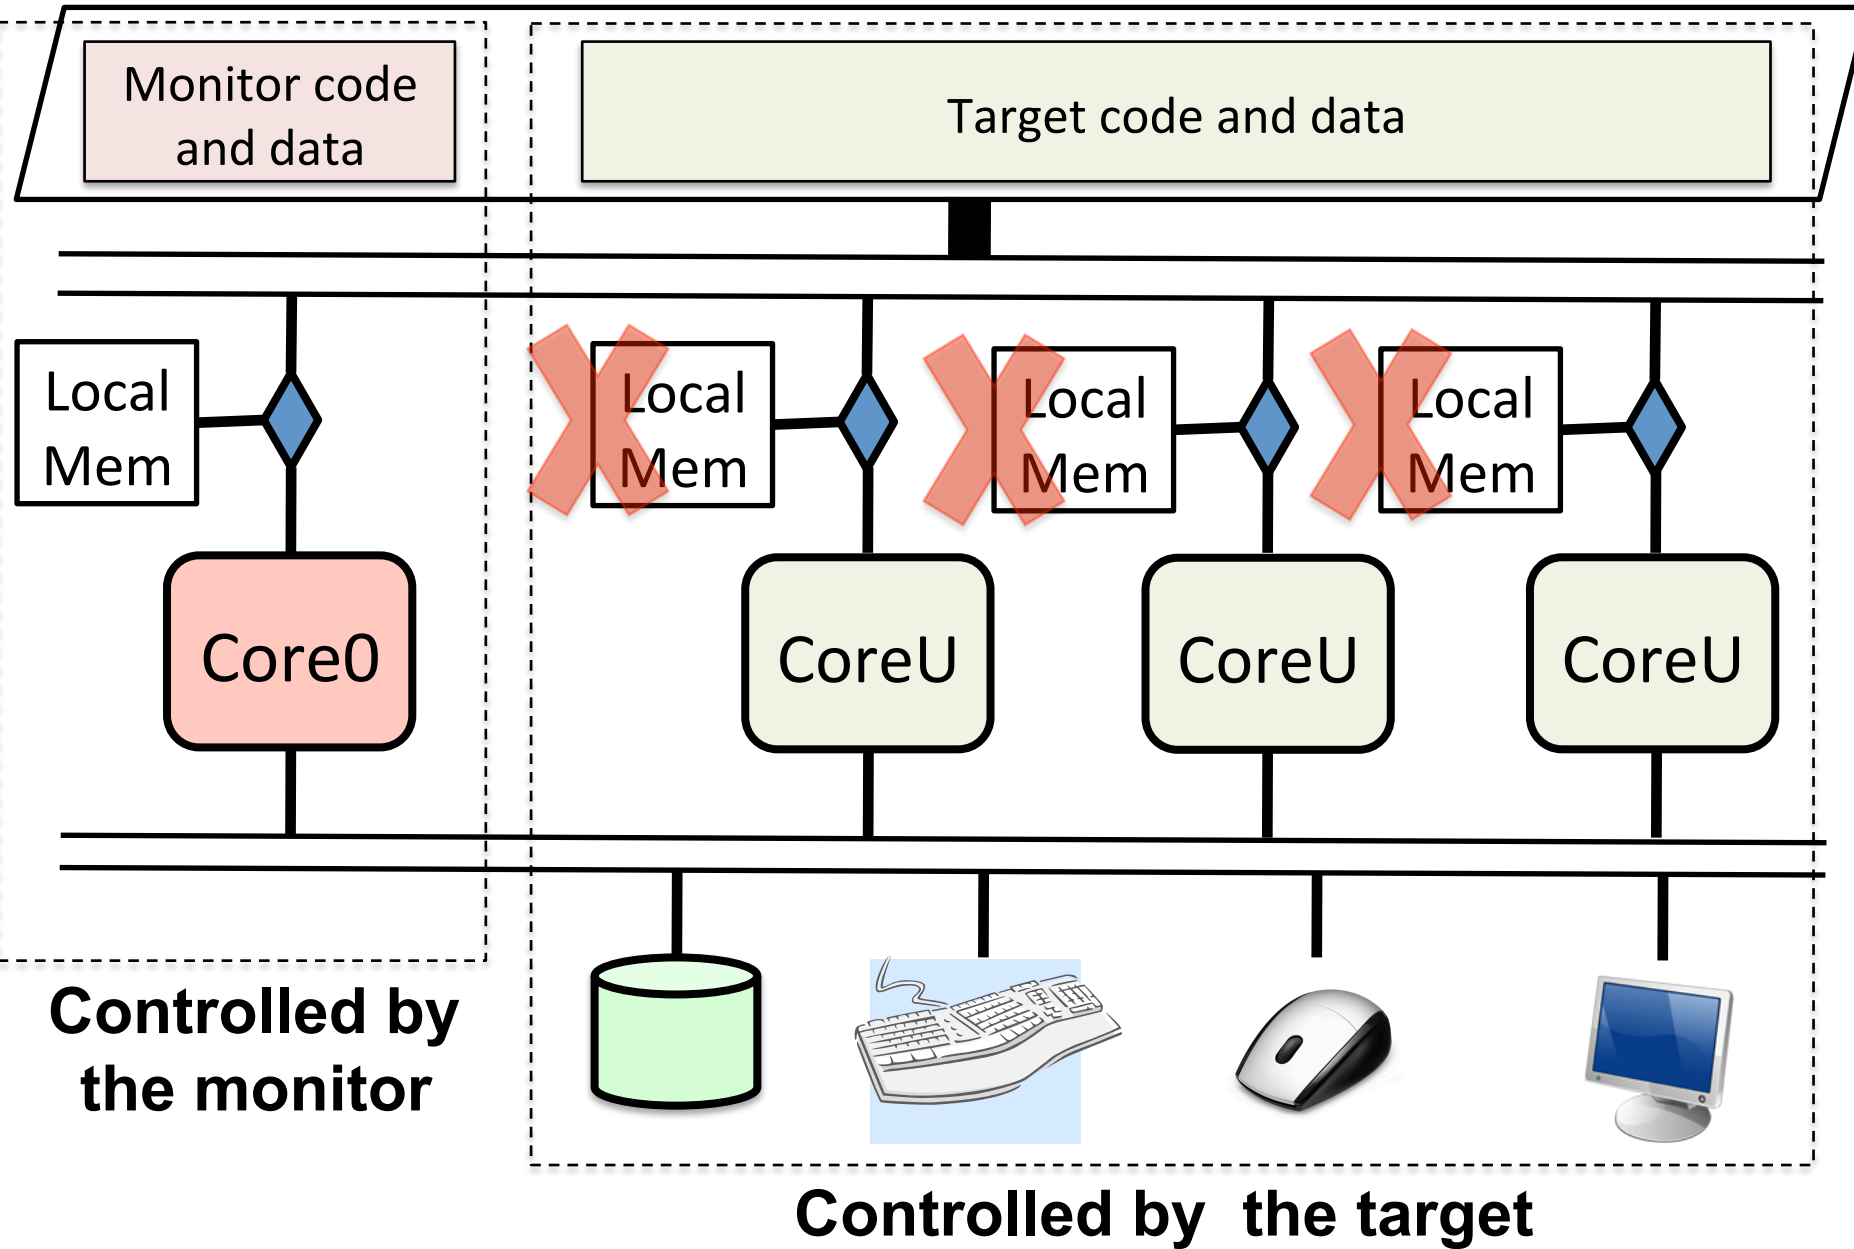 Monitor code
and data
Target code and data
Local
Mem
Local
Mem
Local
Mem
Local
Mem
Core0
CoreU
CoreU
CoreU
Controlled by
the monitor
Controlled by  the target